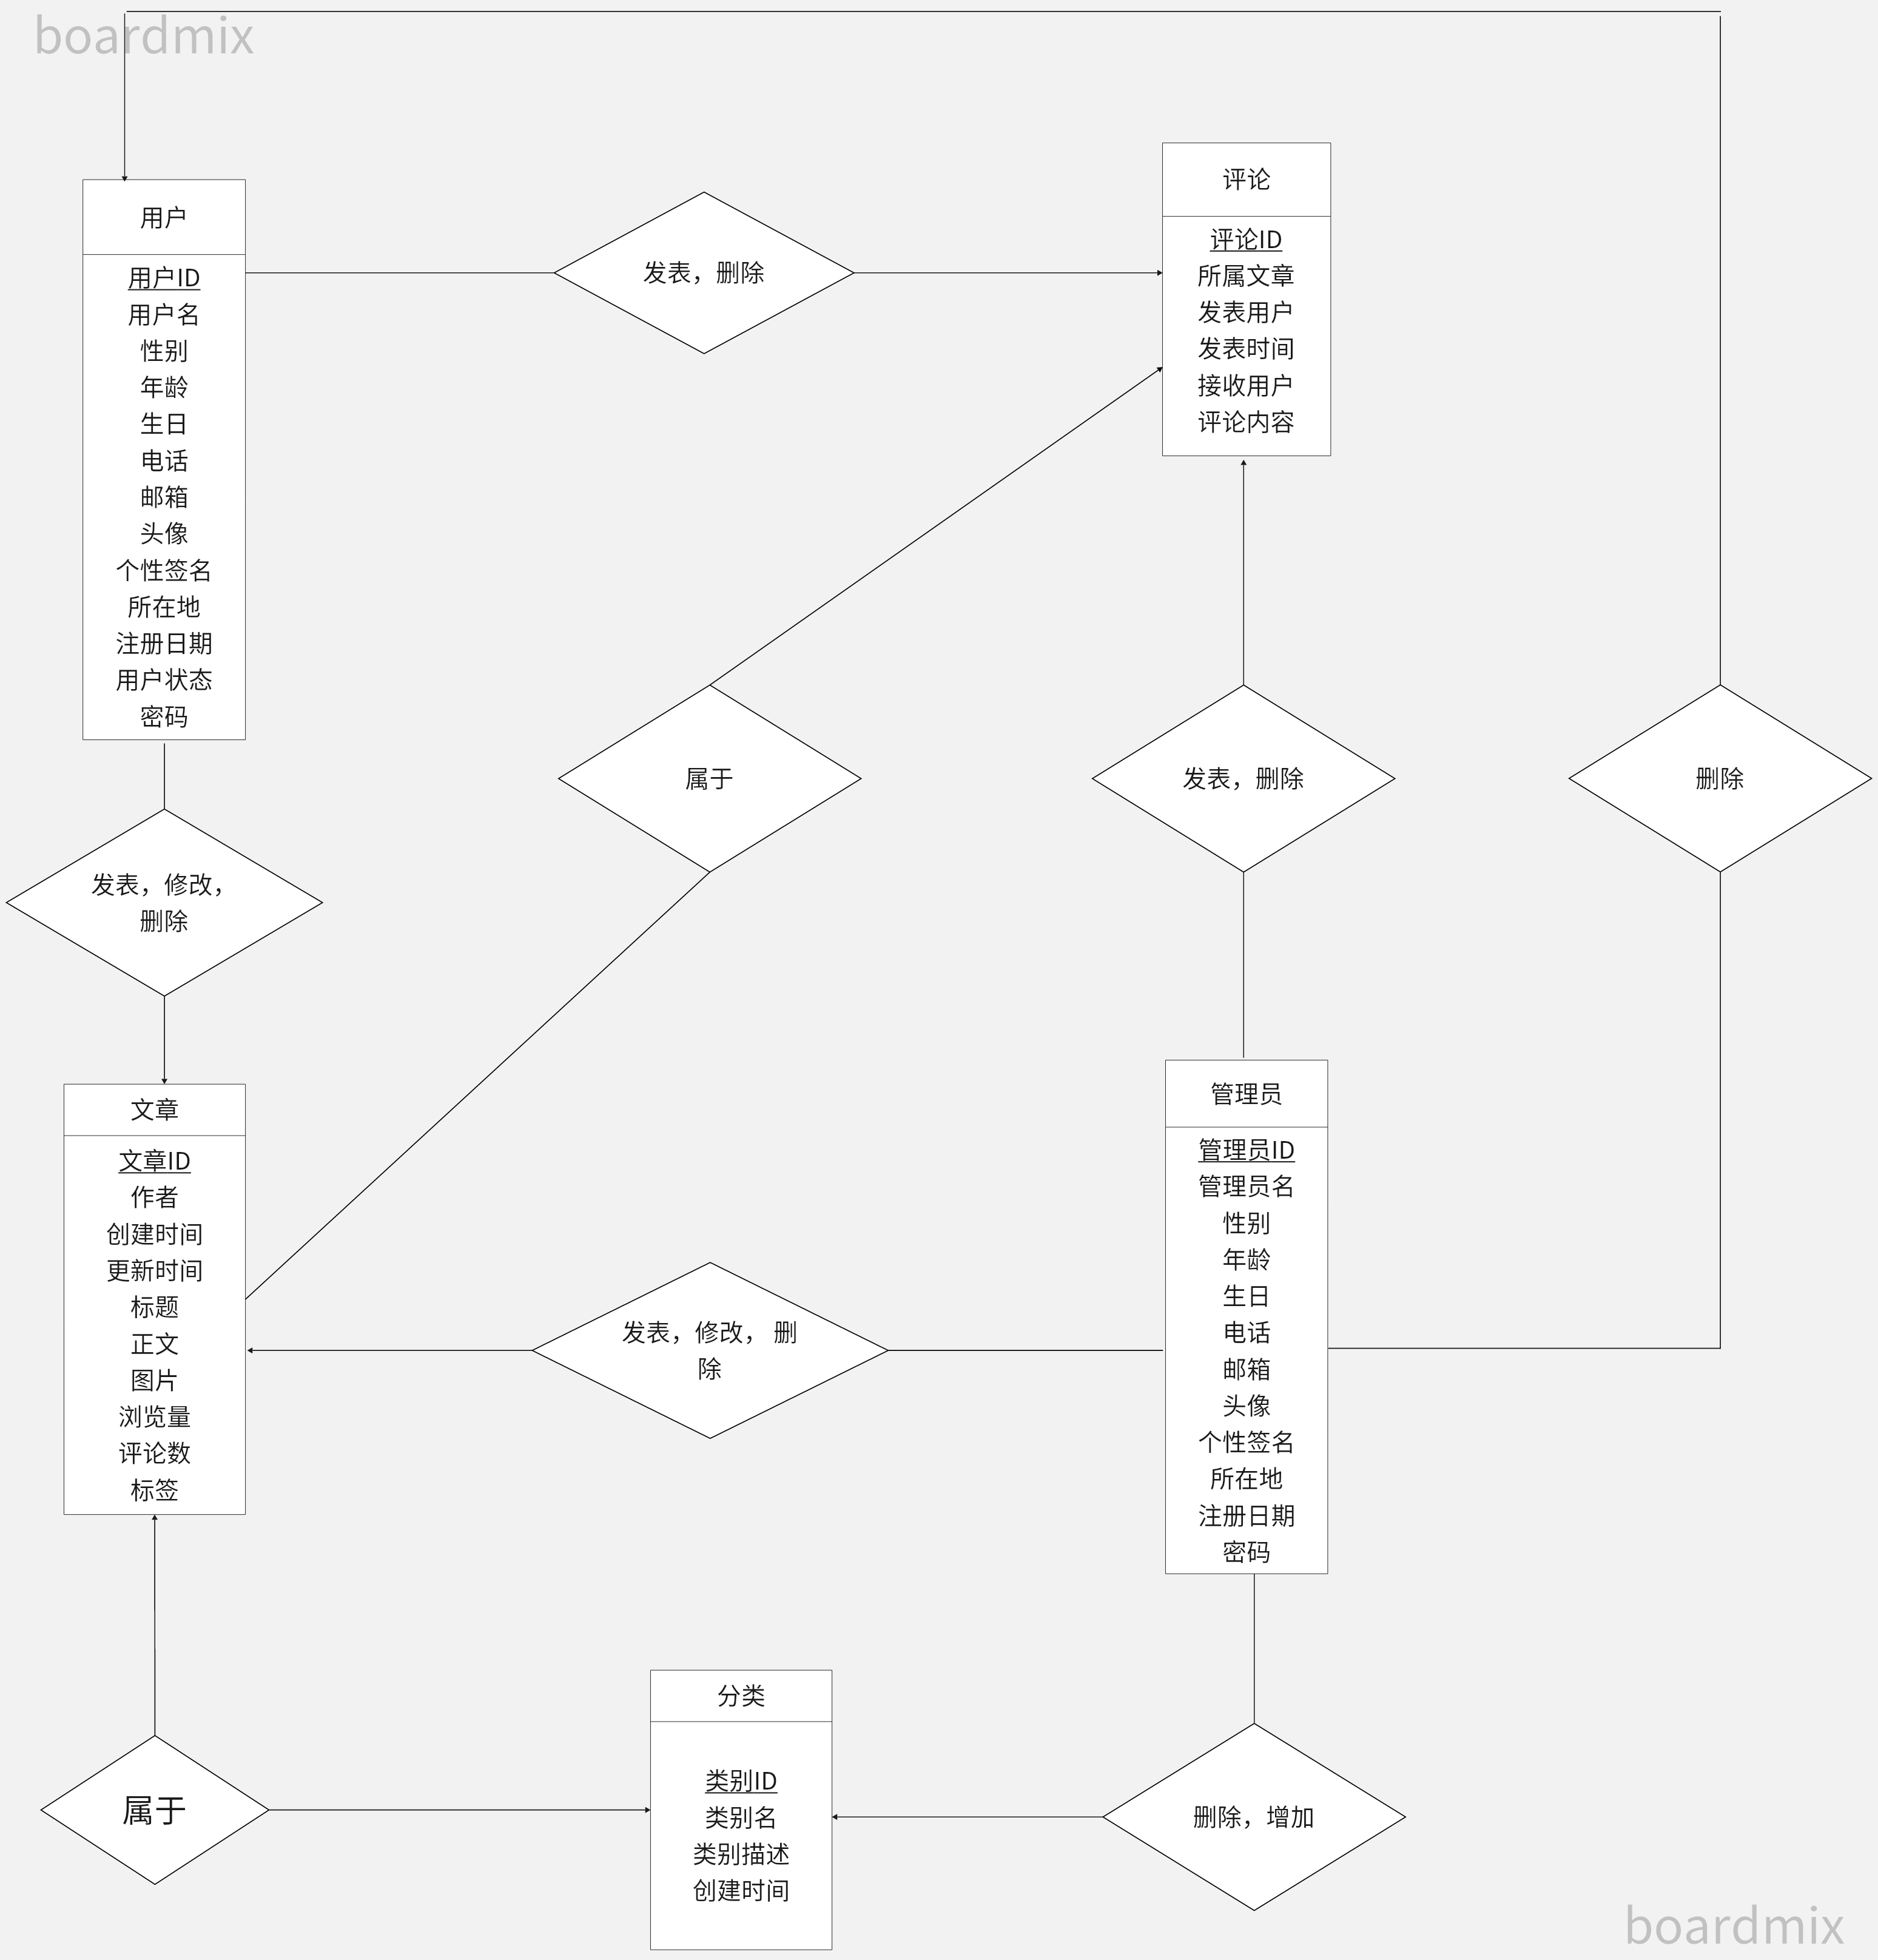 boardmix
用户
用户ID
用户名
性别
年龄
生日
电话
邮箱
头像
个性签名
所在地
注册日期
用户状态
密码
发表，删除
评论
评论ID
所属文章
发表用户
发表时间
接收用户
评论内容
发表，修改，
删除
属于
发表，删除
删除
文章
文章ID
作者
创建时间
更新时间
标题
正文
图片
浏览量
评论数
标签
发表，修改， 删
除
管理员
管理员ID
管理员名
性别
年龄
生日
电话
邮箱
头像
个性签名
所在地
注册日期
密码
属于
分类
类别ID
类别名
类别描述
创建时间
删除，增加
boardmix